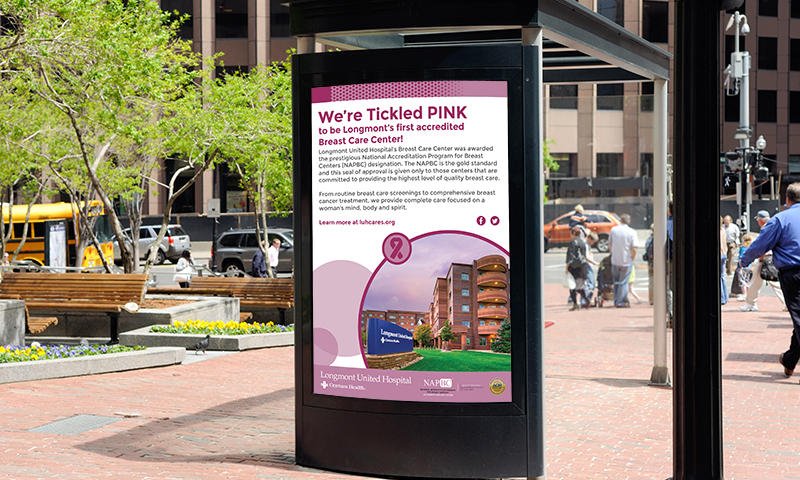 We're Tickled PINK
to be Longmont's first accredited
Breast Care Center!
Longmont United Hospital's Breast Care Center was awarded
the prestigious National Accreditation Program for Breast
Centers (NAPBC) designation. The NAPBC is the gold standard
and this seal of approval is given only to those centers that are
committed to providing the highest level of quality breast care.
From routine breast care screenings to comprehensive breast
cancer treatment, we provide complete care focused on a
woman's mind, body and spirit.
Learn more at luhcares.org
Longmont United
Hospital
Longmont United Hospital
Centura Health.
NAPBC